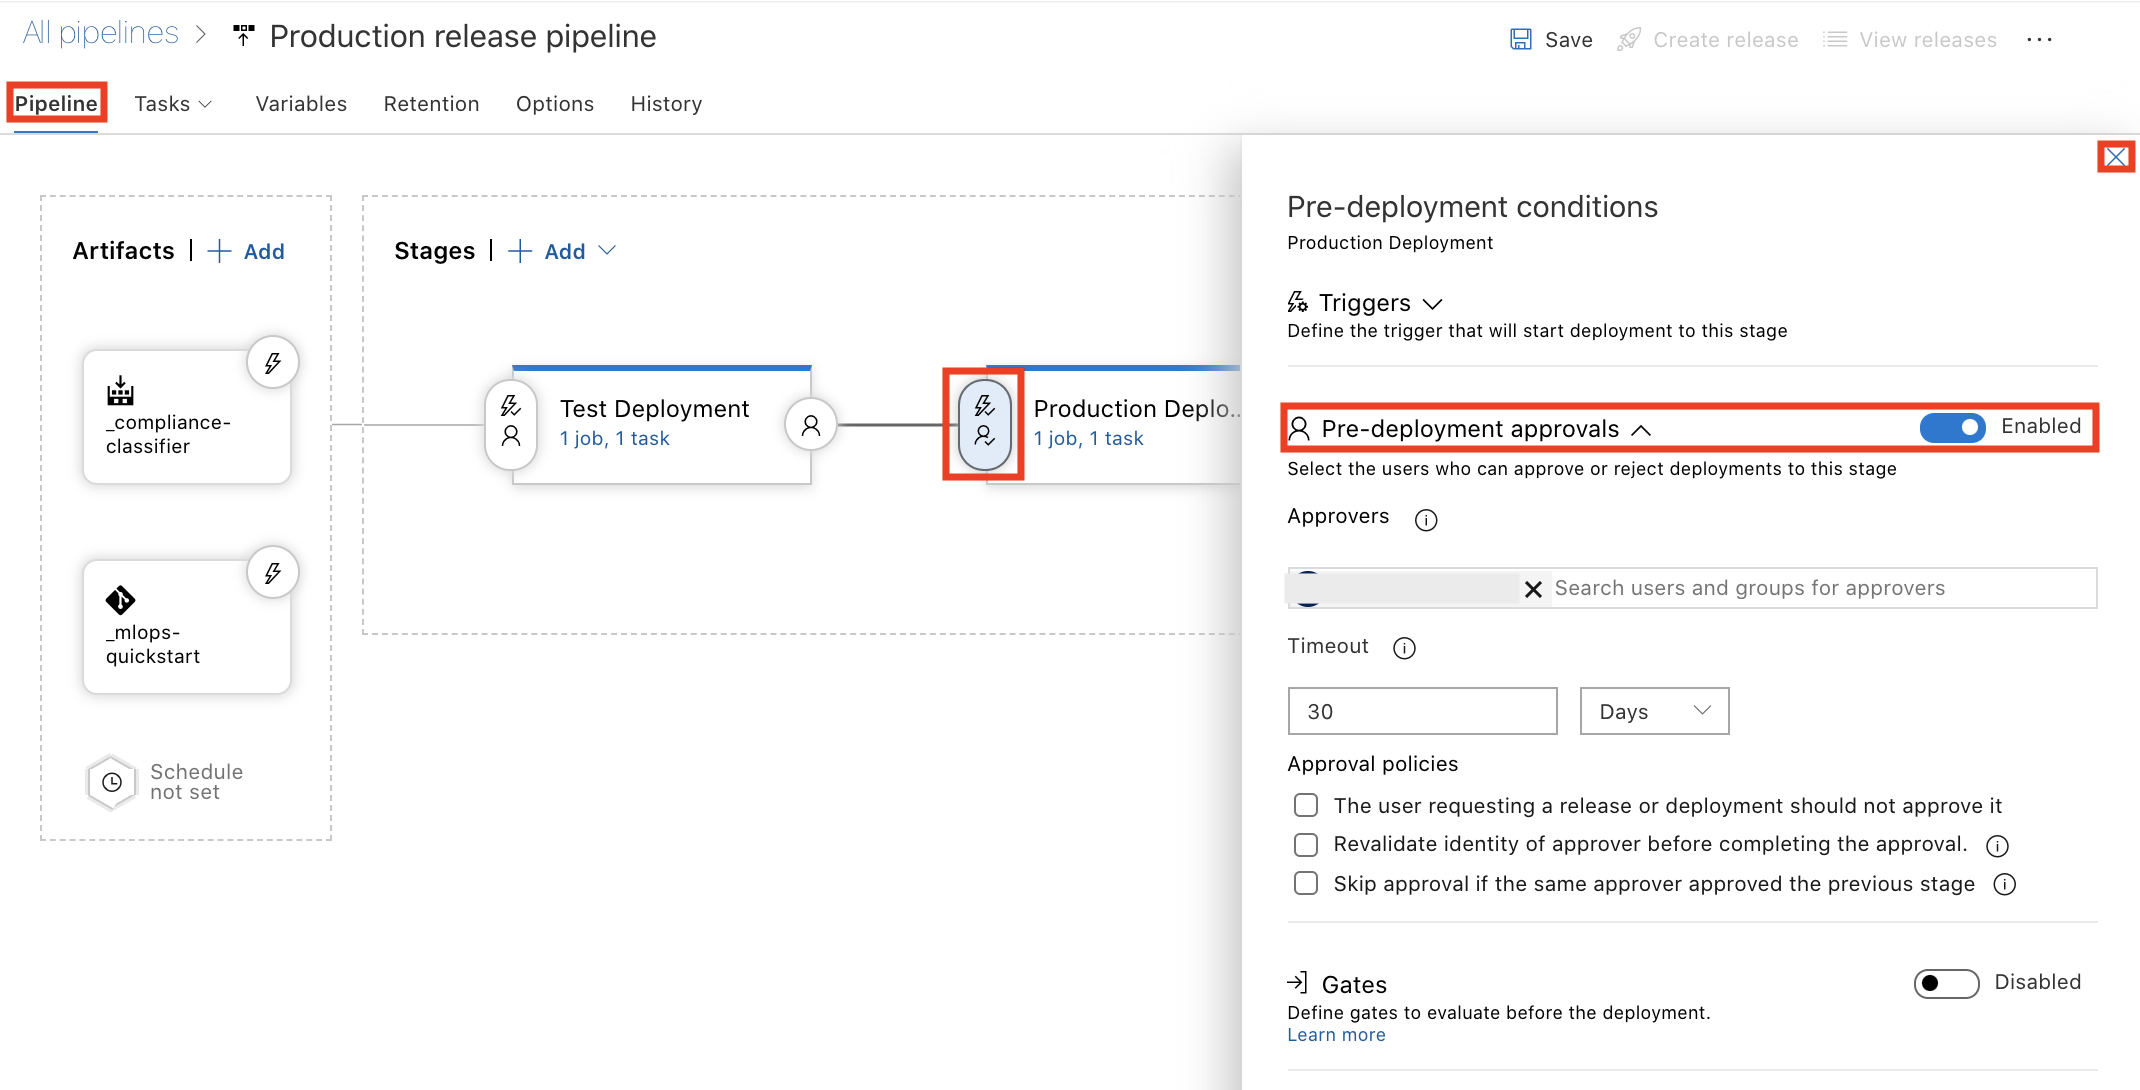 All pipelines > Production release pipeline
Save Create release View releases ...
Pipeline Tasks Variables Retention Options History
Artifacts | + Add
Stages | + Add
_compliance-
classifier
_mlops-
quickstart
Schedule
not set
Test Deployment
1 job, 1 task
Production Deplo...
1 job, 1 task
Pre-deployment conditions
Production Deployment
Triggers
Define the trigger that will start deployment to this stage
Pre-deployment approvals Enabled
Select the users who can approve or reject deployments to this stage
Approvers
Search users and groups for approvers
Timeout
30 Days
Approval policies
The user requesting a release or deployment should not approve it
Revalidate identity of approver before completing the approval.
Skip approval if the same approver approved the previous stage
Gates Disabled
Define gates to evaluate before the deployment.
Learn more